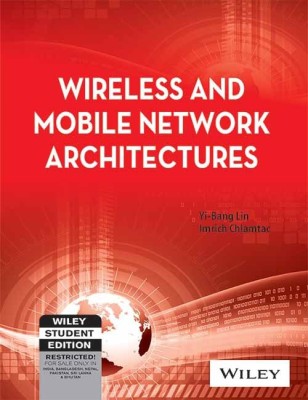 WIRELESS AND
MOBILE NETWORK
ARCHITECTURES
Yi-Bing Lin
Imrich Chlamtac
WILEY
STUDENT
EDITION
RESTRICTED!
FOR SALE ONLY IN
INDIA, BANGLADESH, NEPAL,
PAKISTAN, SRI LANKA
& BHUTAN
WILEY